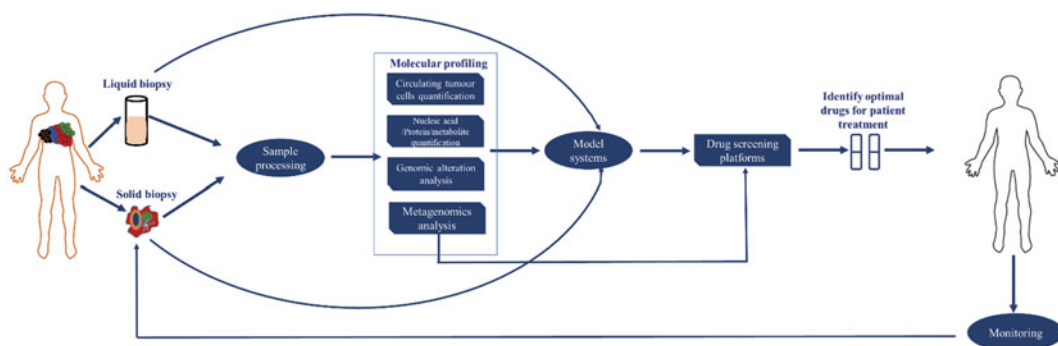 Liquid biopsy
Solid biopsy
Sample
processing
Molecular profiling
Circulating tumour
cells quantification
Nucleic acid
/Protein/metabolite
quantification
Genomic alteration
analysis
Metagenomics
analysis
Model
systems
Drug screening
platforms
Identify optimal
drugs for patient
treatment
Monitoring